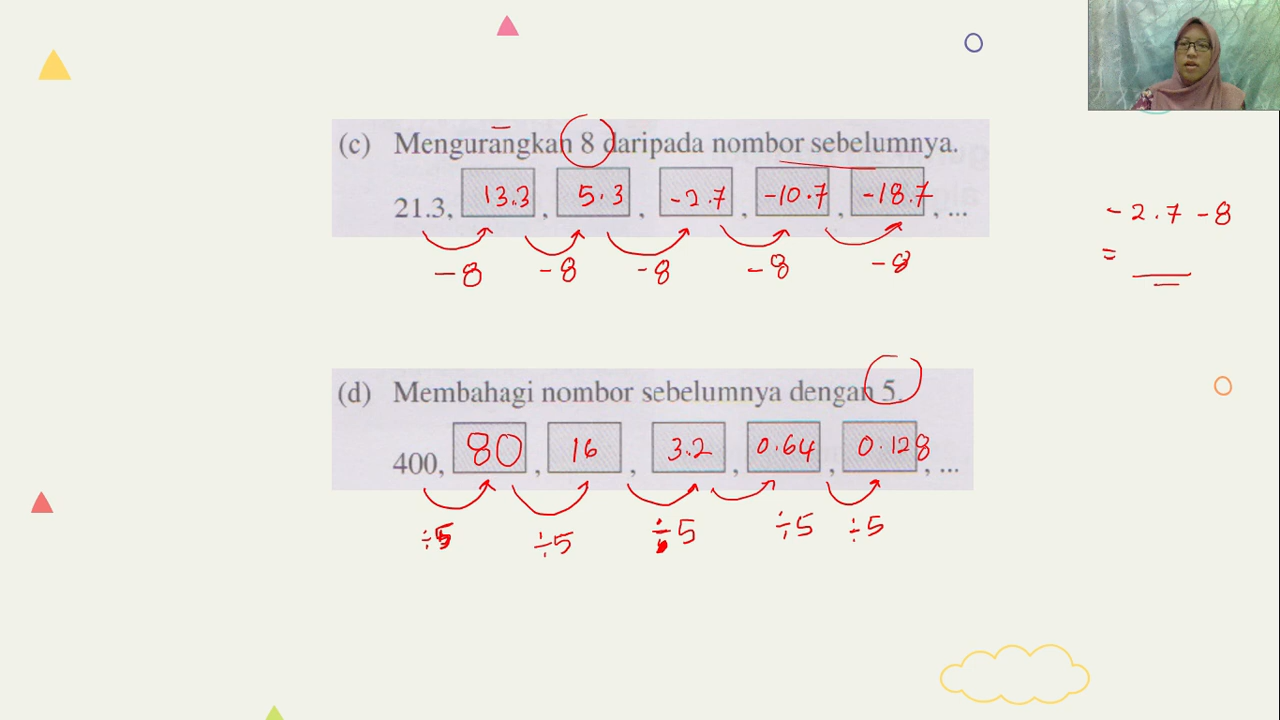 (c) Mengurangkan 8 daripada nombor sebelumnya.
21.3, 13.3, 5.3, -2.7, -10.7, -18.7, ...
-8 -8 -8 -8 -8
-2.7 -8
=
(d) Membahagi nombor sebelumnya dengan 5.
400, 80, 16, 3.2, 0.64, 0.128, ...
÷5 ÷5 ÷5 ÷5 ÷5